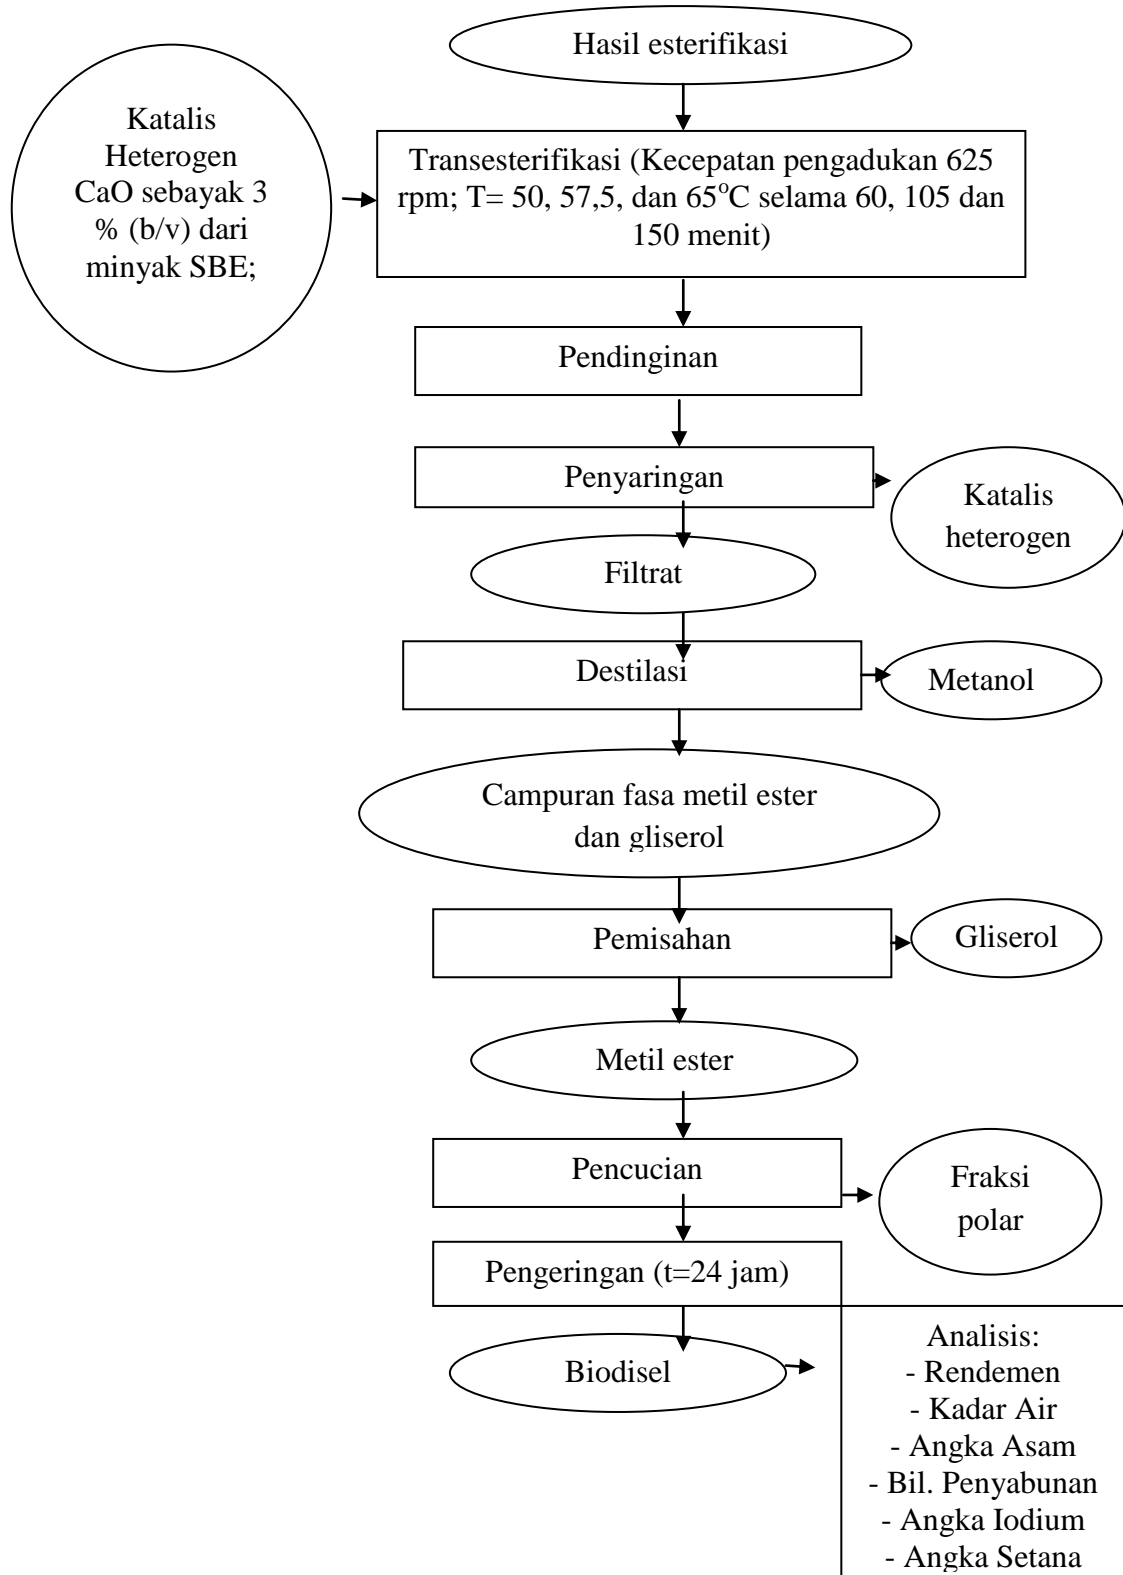 Hasil esterifikasi
Katalis
Heterogen
CaO sebayak 3
% (b/v) dari
minyak SBE;
Transesterifikasi (Kecepatan pengadukan 625
rpm; T= 50, 57,5, dan 65°C selama 60, 105 dan
150 menit)
Pendinginan
Penyaringan
Katalis
heterogen
Filtrat
Destilasi
Metanol
Campuran fasa metil ester
dan gliserol
Pemisahan
Gliserol
Metil ester
Pencucian
Fraksi
polar
Pengeringan (t=24 jam)
Biodisel
Analisis:
- Rendemen
- Kadar Air
- Angka Asam
- Bil. Penyabunan
- Angka Iodium
- Angka Setana